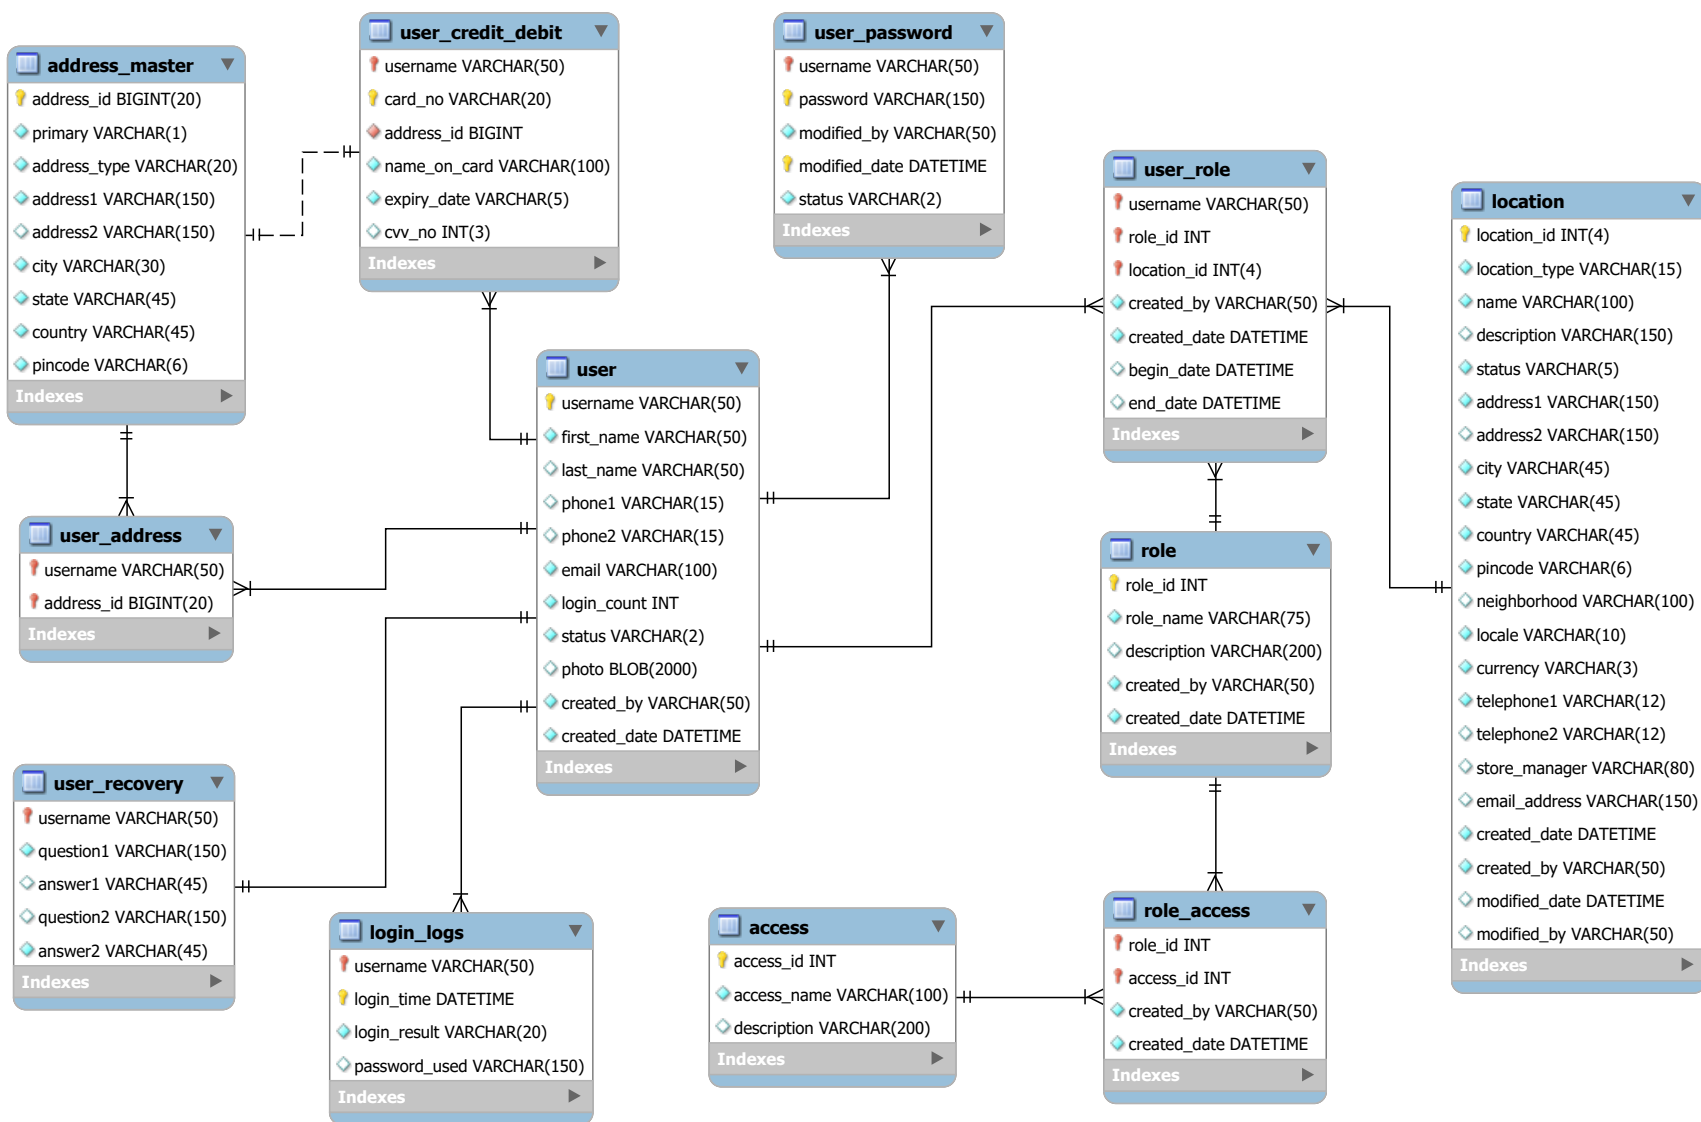 address_master
address_id BIGINT(20)
primary VARCHAR(1)
address_type VARCHAR(20)
address1 VARCHAR(150)
address2 VARCHAR(150)
city VARCHAR(30)
state VARCHAR(45)
country VARCHAR(45)
pincode VARCHAR(6)
Indexes
user_credit_debit
username VARCHAR(50)
card_no VARCHAR(20)
address_id BIGINT
name_on_card VARCHAR(100)
expiry_date VARCHAR(5)
cvv_no INT(3)
Indexes
user_password
username VARCHAR(50)
password VARCHAR(150)
modified_by VARCHAR(50)
modified_date DATETIME
status VARCHAR(2)
Indexes
user_role
username VARCHAR(50)
role_id INT
location_id INT(4)
created_by VARCHAR(50)
created_date DATETIME
begin_date DATETIME
end_date DATETIME
Indexes
location
location_id INT(4)
location_type VARCHAR(15)
name VARCHAR(100)
description VARCHAR(150)
status VARCHAR(5)
address1 VARCHAR(150)
address2 VARCHAR(150)
city VARCHAR(45)
state VARCHAR(45)
country VARCHAR(45)
pincode VARCHAR(6)
neighborhood VARCHAR(100)
locale VARCHAR(10)
currency VARCHAR(3)
telephone1 VARCHAR(12)
telephone2 VARCHAR(12)
store_manager VARCHAR(80)
email_address VARCHAR(150)
created_date DATETIME
created_by VARCHAR(50)
modified_date DATETIME
modified_by VARCHAR(50)
Indexes
user
username VARCHAR(50)
first_name VARCHAR(50)
last_name VARCHAR(50)
phone1 VARCHAR(15)
phone2 VARCHAR(15)
email VARCHAR(100)
login_count INT
status VARCHAR(2)
photo BLOB(2000)
created_by VARCHAR(50)
created_date DATETIME
Indexes
user_address
username VARCHAR(50)
address_id BIGINT(20)
Indexes
role
role_id INT
role_name VARCHAR(75)
description VARCHAR(200)
created_by VARCHAR(50)
created_date DATETIME
Indexes
user_recovery
username VARCHAR(50)
question1 VARCHAR(150)
answer1 VARCHAR(45)
question2 VARCHAR(150)
answer2 VARCHAR(45)
Indexes
login_logs
username VARCHAR(50)
login_time DATETIME
login_result VARCHAR(20)
password_used VARCHAR(150)
Indexes
access
access_id INT
access_name VARCHAR(100)
description VARCHAR(200)
Indexes
role_access
role_id INT
access_id INT
created_by VARCHAR(50)
created_date DATETIME
Indexes